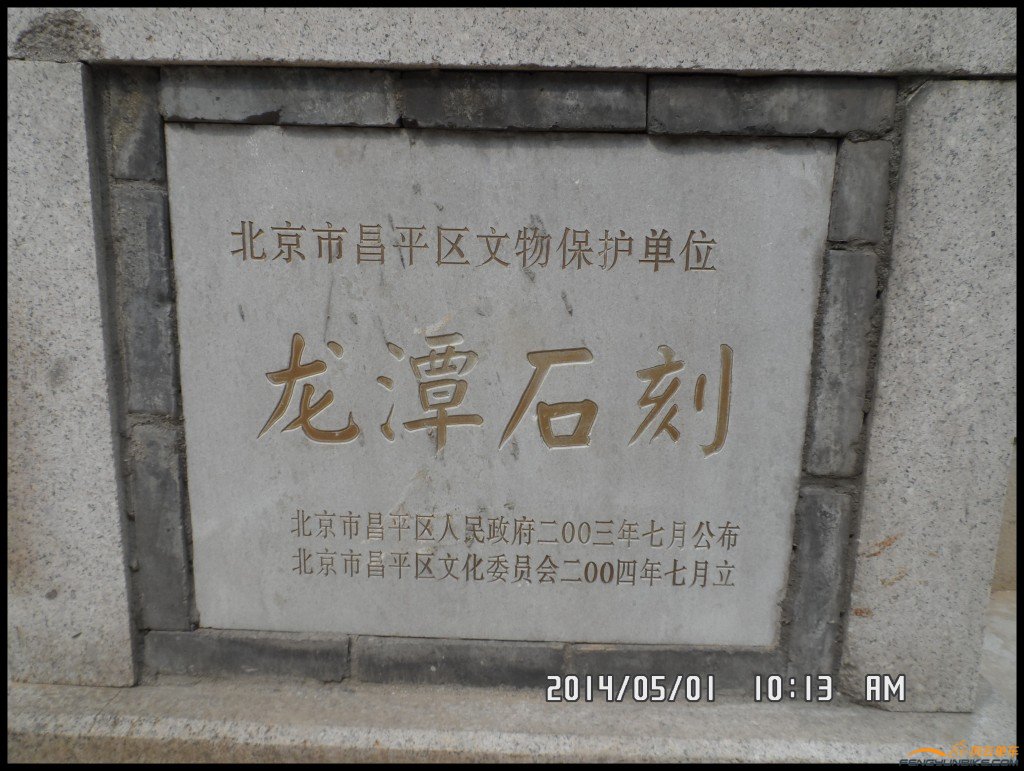 北京市昌平区文物保护单位
龙潭石刻
北京市昌平区人民政府二00三年七月公布
北京市昌平区文化委员会二00四年七月立
2014/05/01 10:13 AM
FENGYUNBIKE.COM